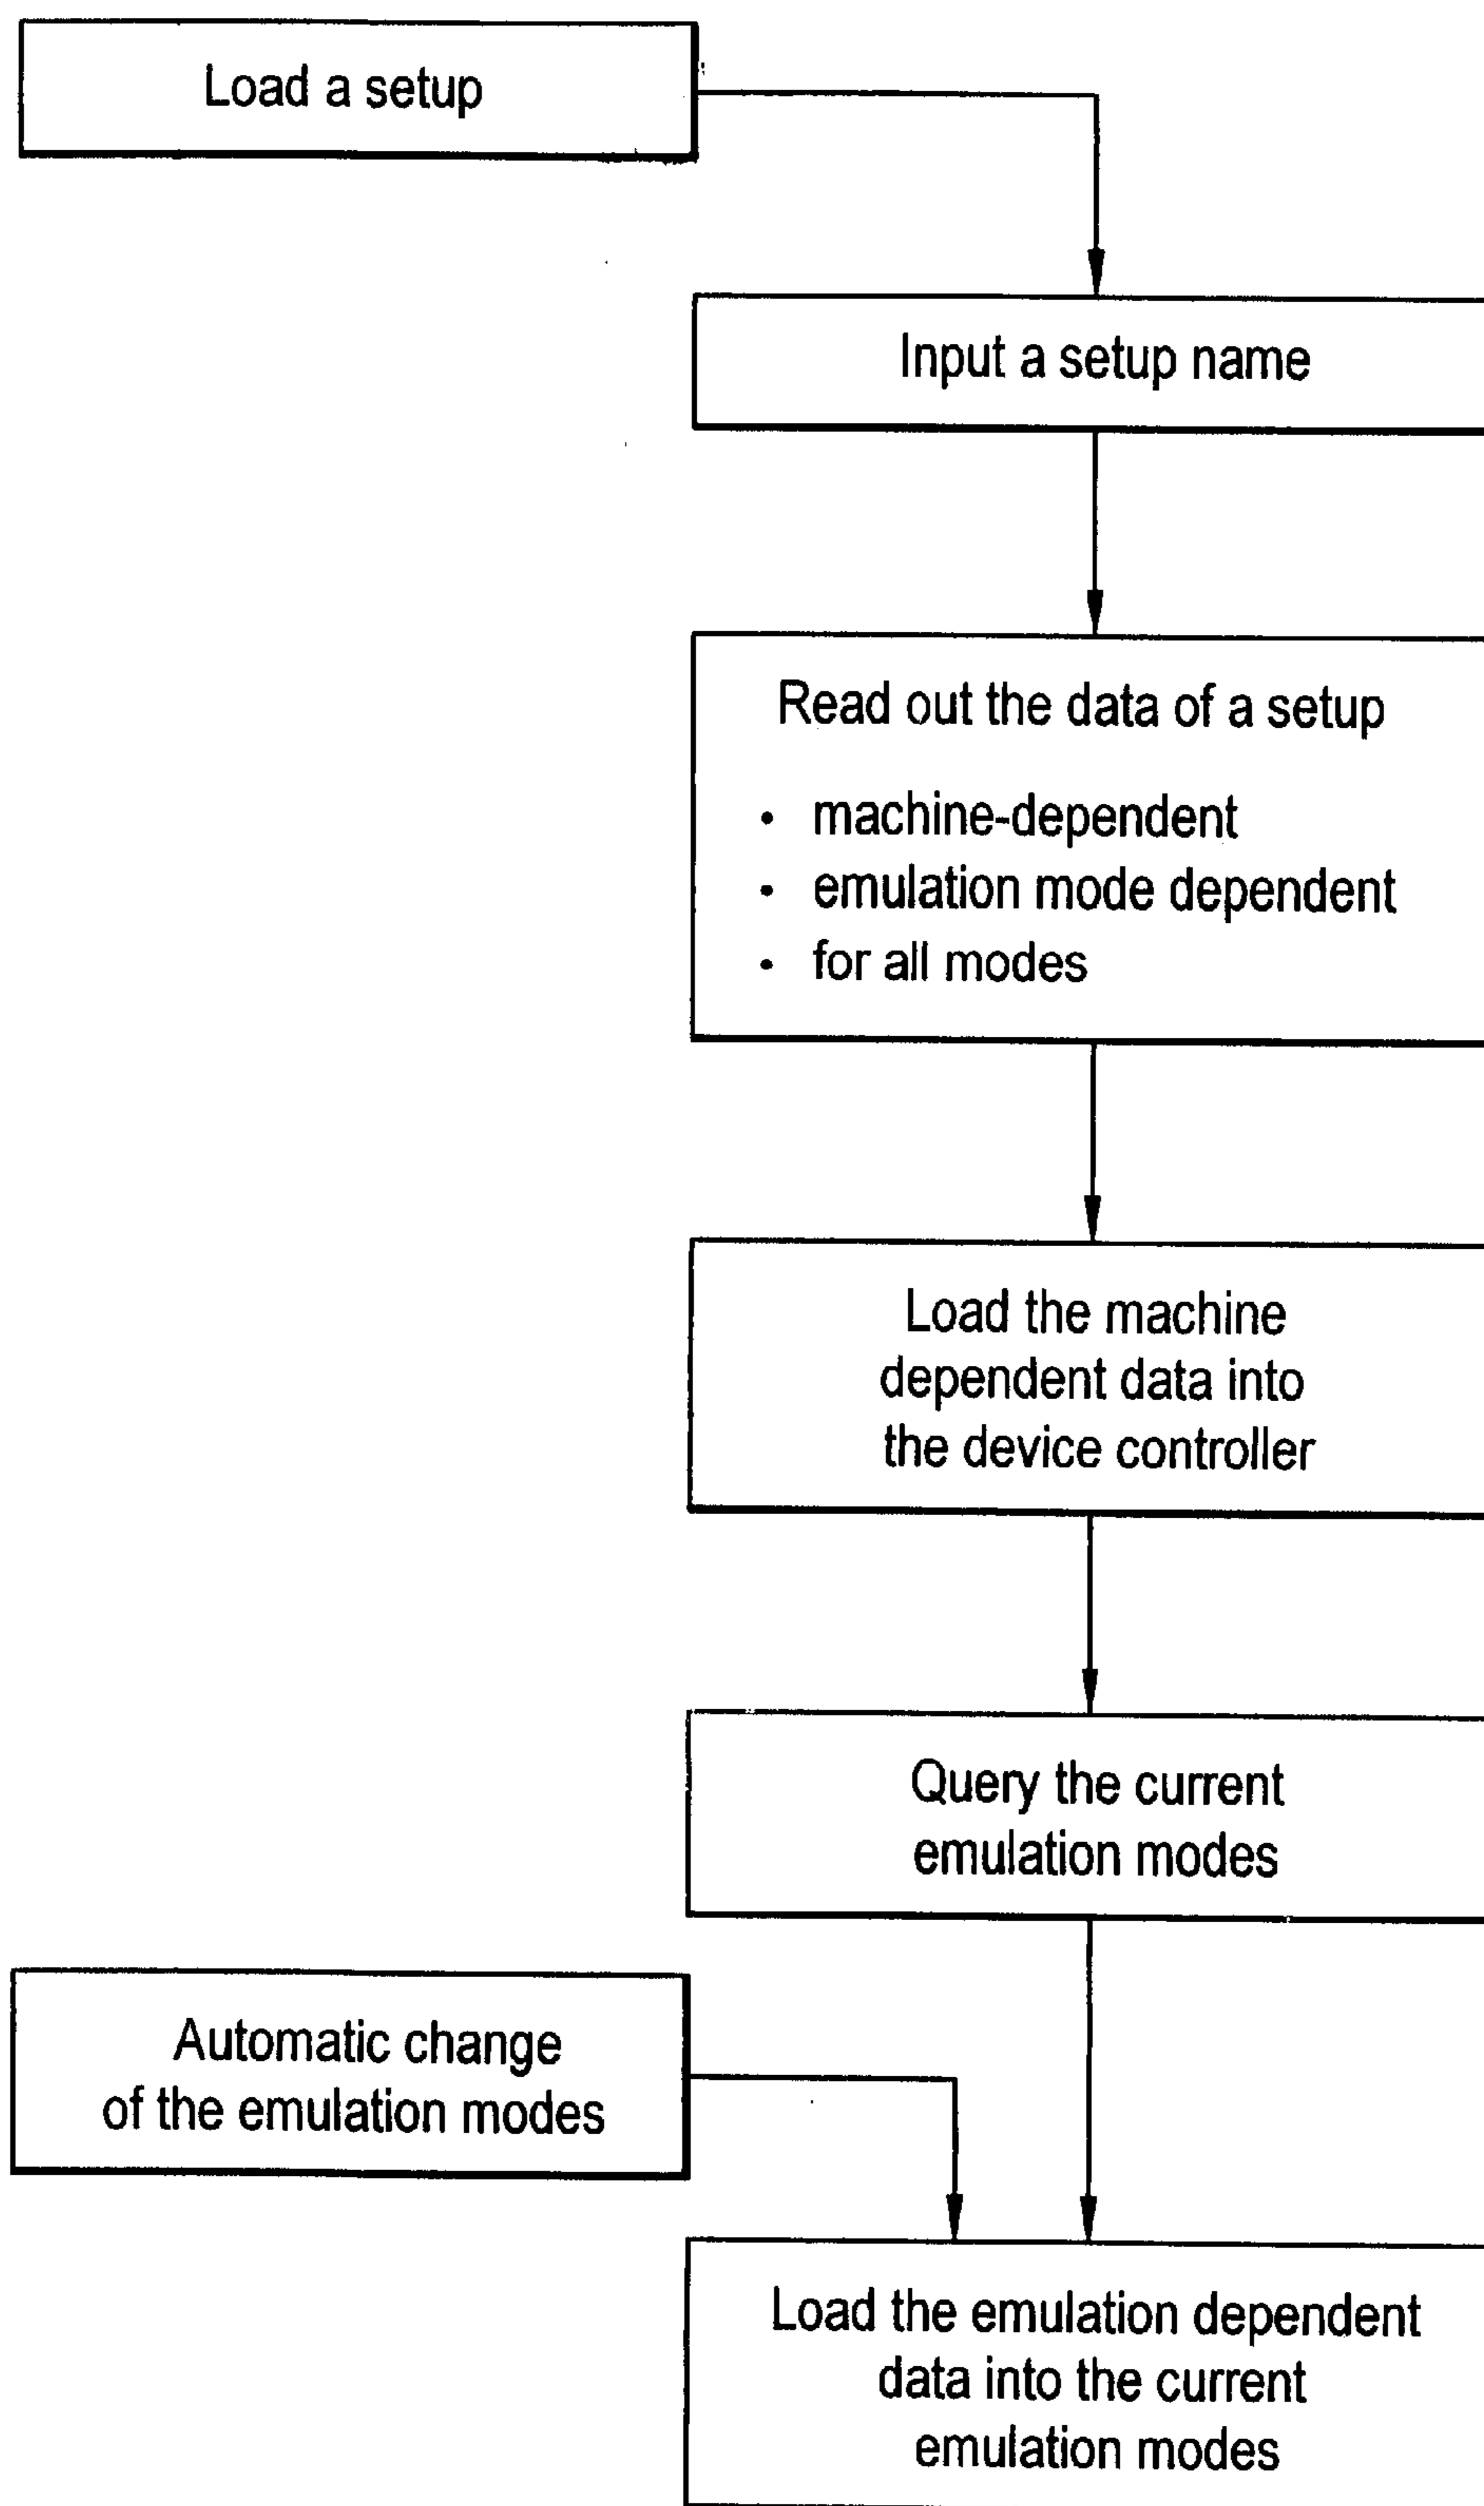 Load a setup
Input a setup name
Read out the data of a setup
• machine-dependent
• emulation mode dependent
• for all modes
Load the machine
dependent data into
the device controller
Query the current
emulation modes
Automatic change
of the emulation modes
Load the emulation dependent
data into the current
emulation modes